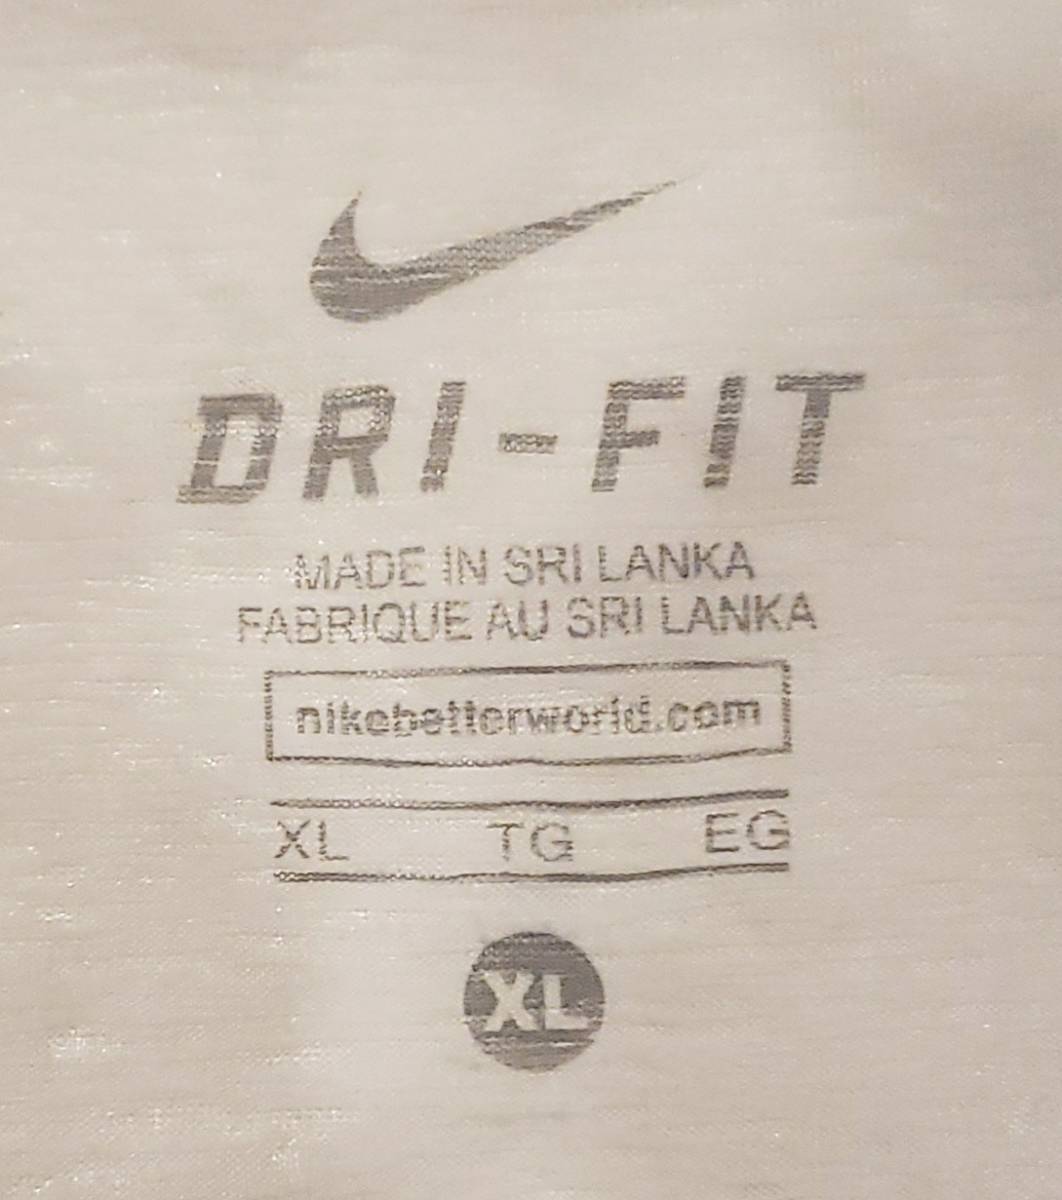 DRI-FIT
MADE IN SRI LANKA
FABRIQUE AU SRI LANKA
nikebetterworld.com
XL TG EG
XL